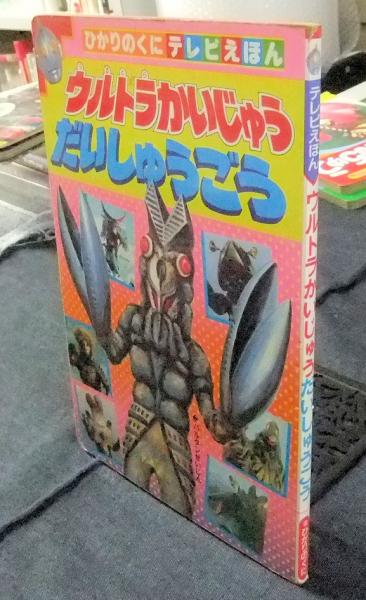 ひかりのくに テレビえほん
ウルトラかいじゅう
だいしゅうごう
テレビえほん
ウルトラかいじゅうだいしゅうごう